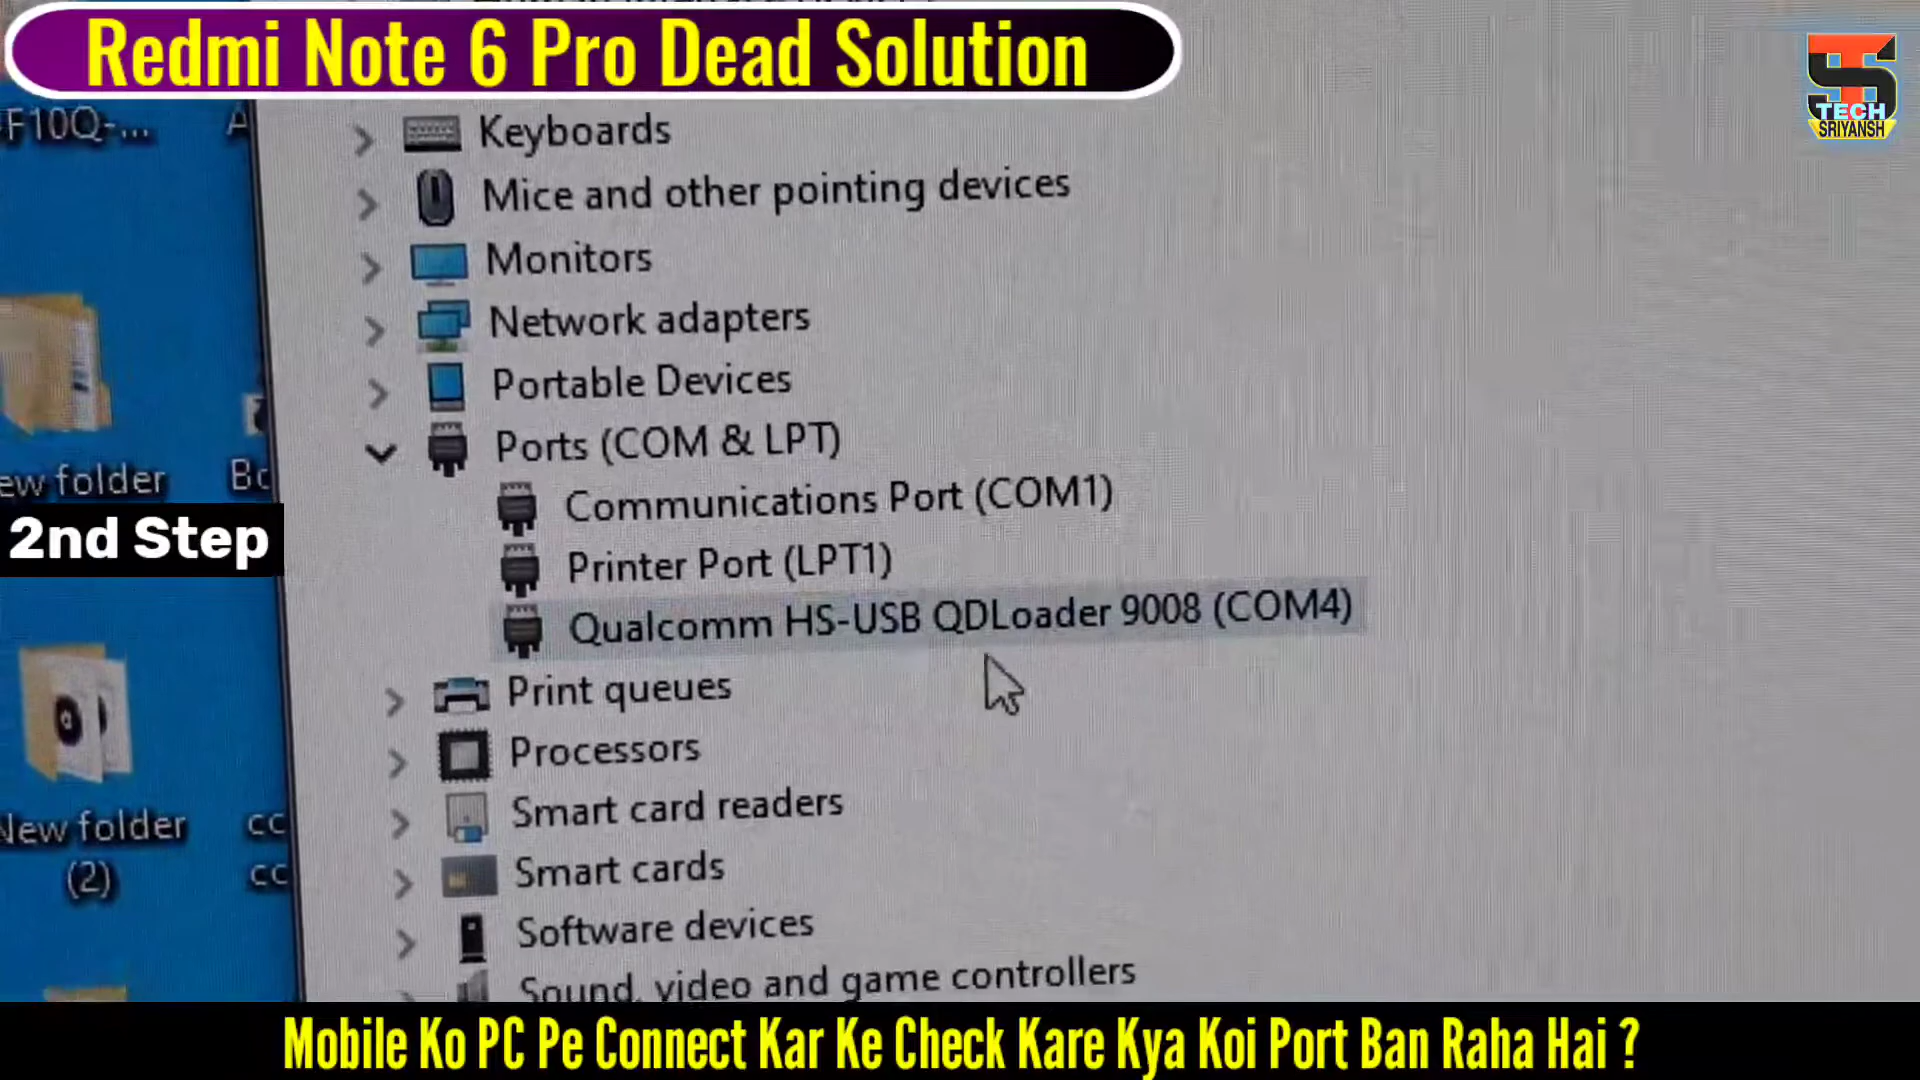 Redmi Note 6 Pro Dead Solution
TECH
SRIYANSH
F10Q-...
Keyboards
Mice and other pointing devices
Monitors
Network adapters
Portable Devices
Ports (COM & LPT)
ew folder
Communications Port (COM1)
2nd Step
Printer Port (LPT1)
Qualcomm HS-USB QDLoader 9008 (COM4)
Print queues
Processors
Smart card readers
New folder
(2)
cc
cc
Smart cards
Software devices
Sound, video and game controllers
Mobile Ko PC Pe Connect Kar Ke Check Kare Kya Koi Port Ban Raha Hai ?